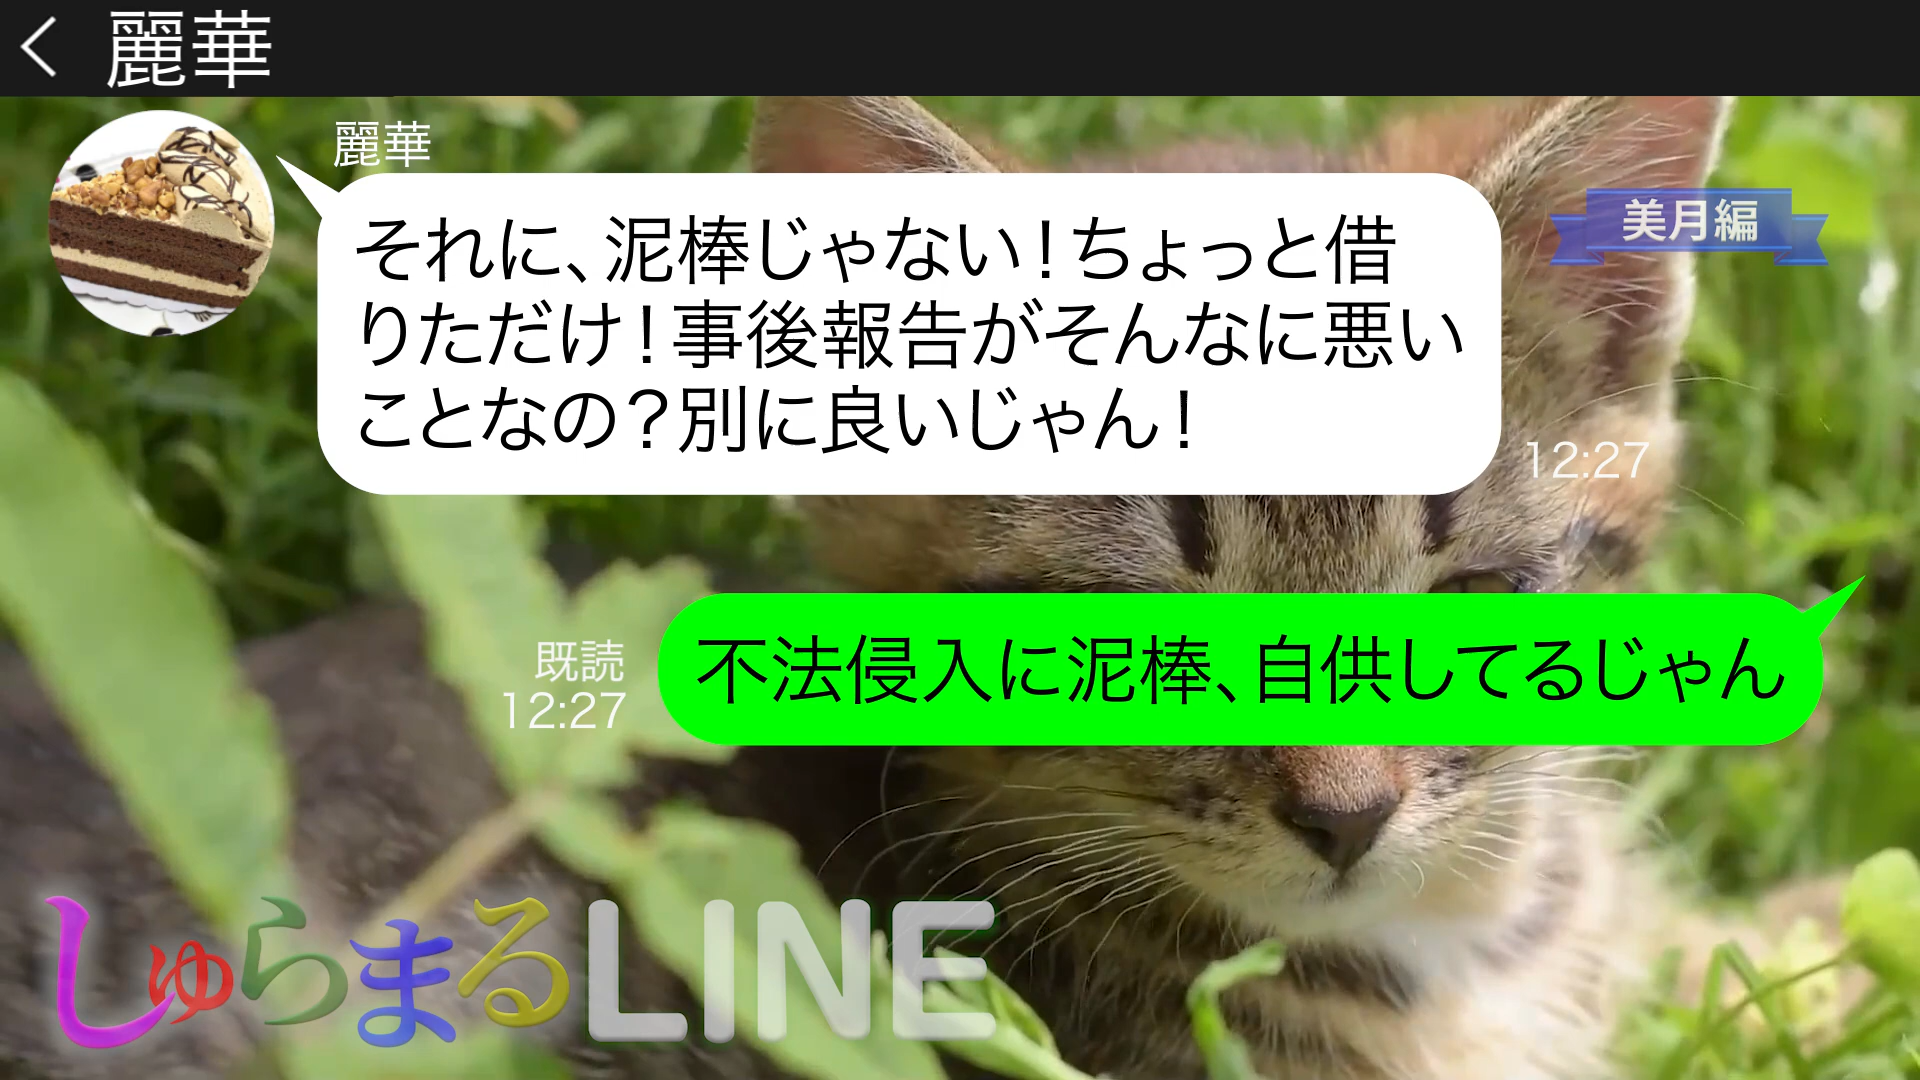 麗華
麗華
それに、泥棒じゃない！ちょっと借
りただけ！事後報告がそんなに悪い
ことなの？別に良いじゃん！
12:27
美月編
不法侵入に泥棒、自供してるじゃん
既読
12:27
しゅらまるLINE